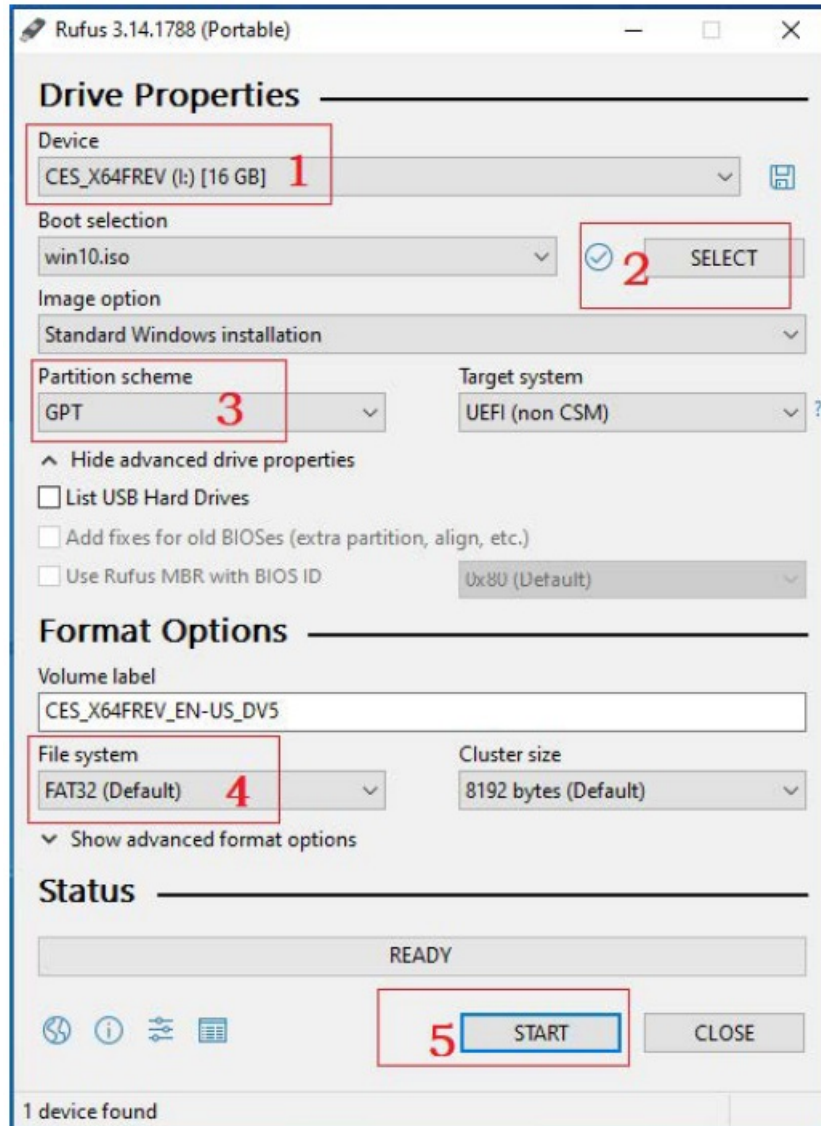 Rufus 3.14.1788 (Portable)
Drive Properties
Device
CES_X64FREV (I:) [16 GB] 1
Boot selection
win10.iso 2 SELECT
Image option
Standard Windows installation
Partition scheme Target system
GPT 3 UEFI (non CSM) ?
Hide advanced drive properties
List USB Hard Drives
Add fixes for old BIOSes (extra partition, align, etc.)
Use Rufus MBR with BIOS ID 0x80 (Default)
Format Options
Volume label
CES_X64FREV_EN-US_DV5
File system Cluster size
FAT32 (Default) 4 8192 bytes (Default)
Show advanced format options
Status
READY
5 START CLOSE
1 device found